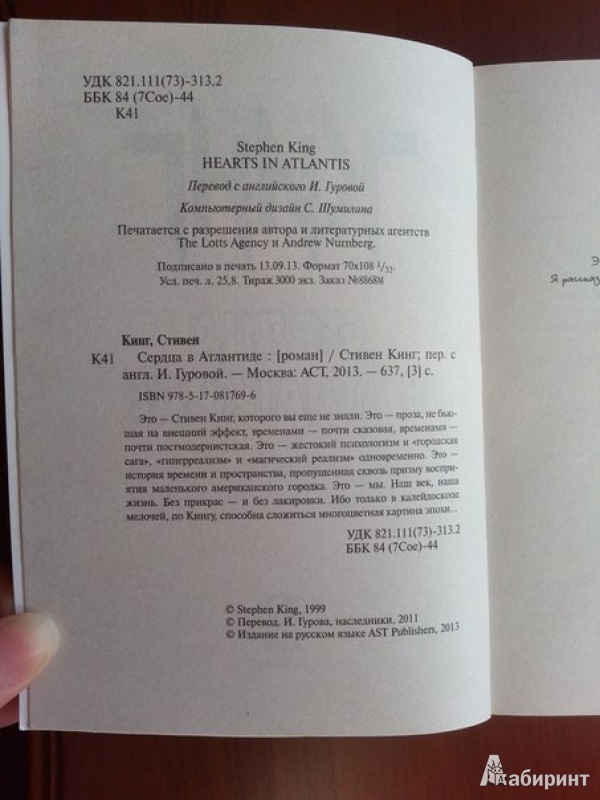 УДК 821.111(73)-313.2
ББК 84 (7Сое)-44
К41
Stephen King
HEARTS IN ATLANTIS
Перевод с английского И. Гуровой
Компьютерный дизайн С. Шумилина
Печатается с разрешения автора и литературных агентств
The Lotts Agency и Andrew Nurnberg.
Подписано в печать 13.09.13. Формат 70х108 1/32.
Усл. печ. л. 25,8. Тираж 3000 экз. Заказ №8868М
Кинг, Стивен
К41 Сердца в Атлантиде : [роман] / Стивен Кинг; пер. с
англ. И. Гуровой. — Москва: АСТ, 2013. — 637, [3] с.
ISBN 978-5-17-081769-6
Это — Стивен Кинг, которого вы еще не знали. Это — проза, не бью-
щая на внешний эффект, временами — почти сказовая, временами —
почти постмодернистская. Это — жестокий психологизм и «городская
сага», «гиперреализм» и «магический реализм» одновременно. Это —
история времени и пространства, пропущенная сквозь призму воспри-
ятия маленького американского городка. Это — мы. Наш век, наша
жизнь. Без прикрас — и без лакировки. Ибо только в калейдоскопе
мелочей, по Кингу, способна сложиться многоцветная картина эпохи...
УДК 821.111(73)-313.2
ББК 84 (7Сое)-44
© Stephen King, 1999
© Перевод. И. Гурова, наследники, 2011
© Издание на русском языке AST Publishers, 2013
Э
Я рассказ
Лабиринт